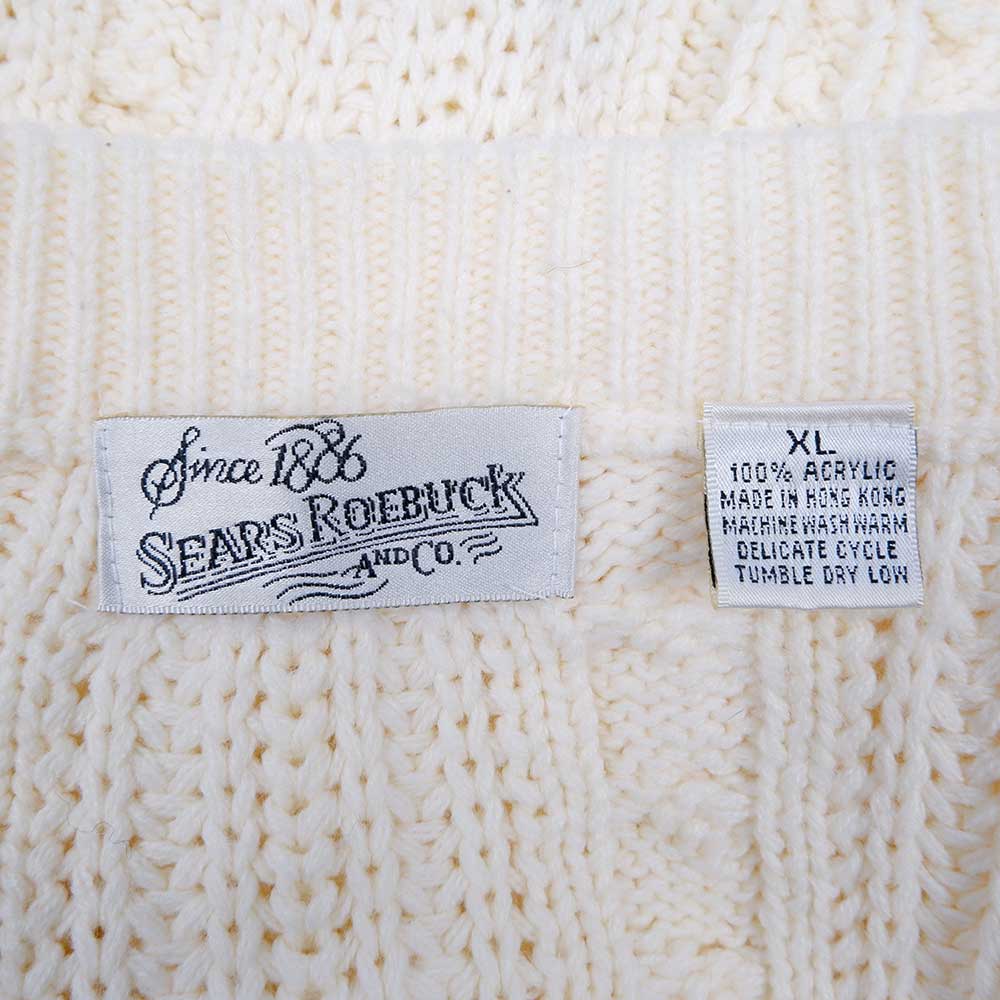 Since 1886
SEARS ROEBUCK
AND CO.
XL
100% ACRYLIC
MADE IN HONG KONG
MACHINE WASH WARM
DELICATE CYCLE
TUMBLE DRY LOW